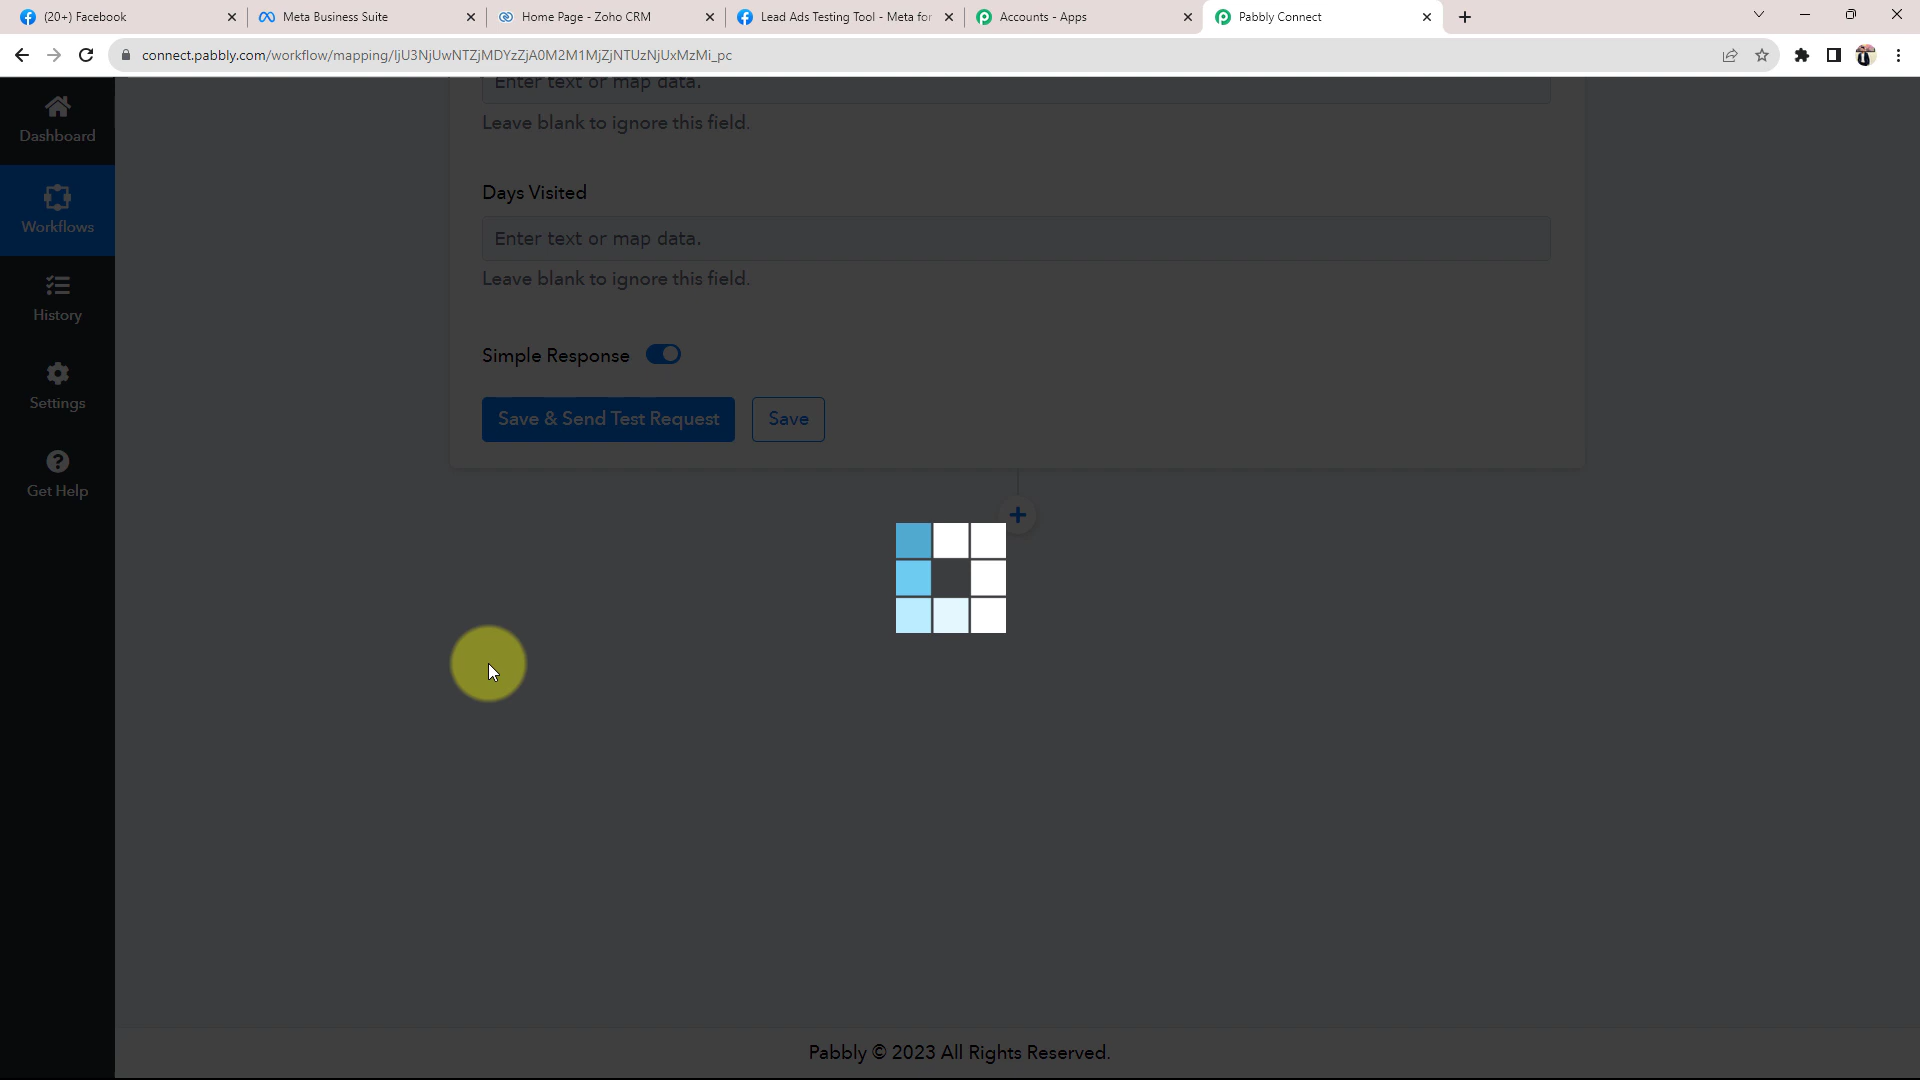 (20+) Facebook
Meta Business Suite
Home Page - Zoho CRM
Lead Ads Testing Tool - Meta for
Accounts - Apps
Pabbly Connect
connect.pabbly.com/workflow/mapping/IjU3NjUwNTZjMDYzZjA0M2M1MjZjNTUzNjUxMzMi_pc
Dashboard
Workflows
History
Settings
Get Help
Enter text or map data.
Leave blank to ignore this field.
Days Visited
Enter text or map data.
Leave blank to ignore this field.
Simple Response
Save & Send Test Request
Save
Pabbly © 2023 All Rights Reserved.